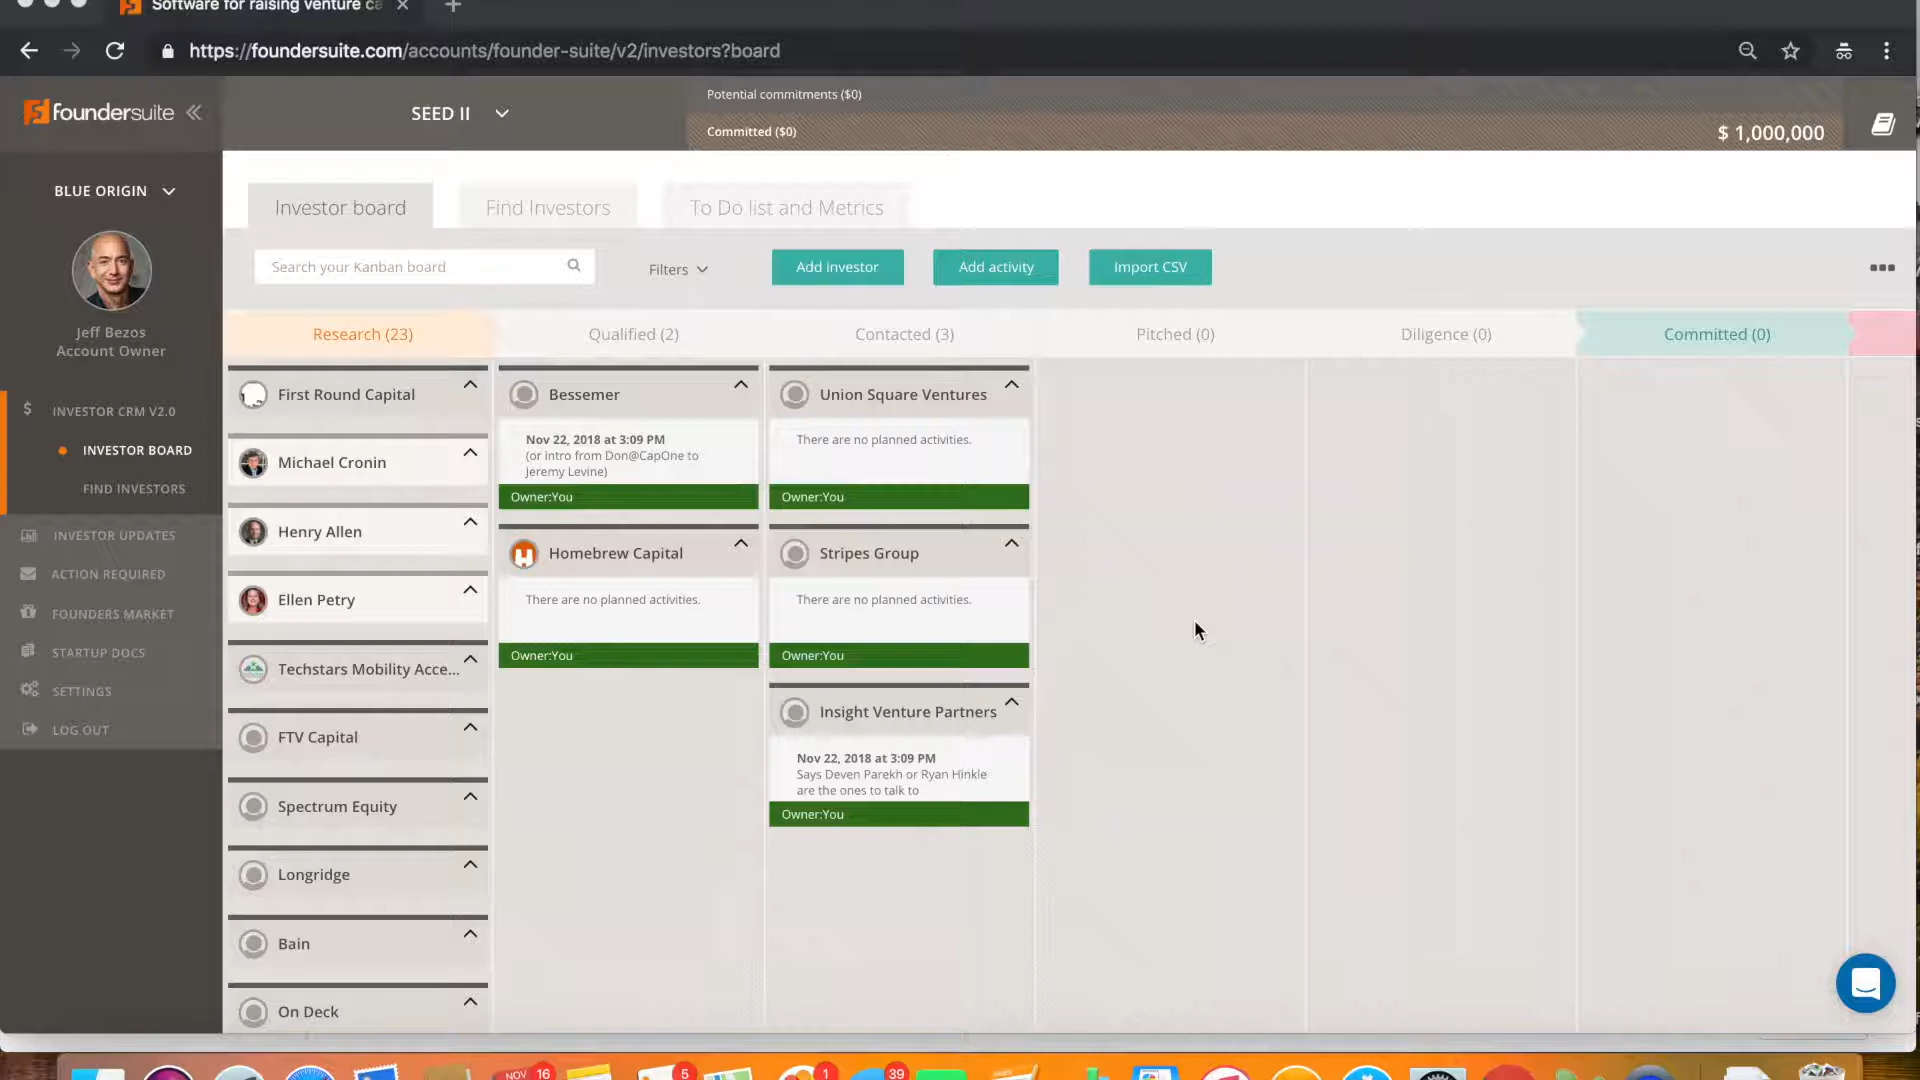 Software for raising venture ca
https://foundersuite.com/accounts/founder-suite/v2/investors?board
foundersuite
SEED II
Potential commitments ($0)
Committed ($0)
$ 1,000,000
BLUE ORIGIN
Jeff Bezos
Account Owner
INVESTOR CRM V2.0
INVESTOR BOARD
FIND INVESTORS
INVESTOR UPDATES
ACTION REQUIRED
FOUNDERS MARKET
STARTUP DOCS
SETTINGS
LOG OUT
Investor board
Find Investors
To Do list and Metrics
Search your Kanban board
Filters
Add investor
Add activity
Import CSV
Research (23)
Qualified (2)
Contacted (3)
Pitched (0)
Diligence (0)
Committed (0)
First Round Capital
Michael Cronin
Henry Allen
Ellen Petry
Techstars Mobility Acce...
FTV Capital
Spectrum Equity
Longridge
Bain
On Deck
Bessemer
Nov 22, 2018 at 3:09 PM
(or intro from Don@CapOne to
Jeremy Levine)
Owner:You
Homebrew Capital
There are no planned activities.
Owner:You
Union Square Ventures
There are no planned activities.
Owner:You
Stripes Group
There are no planned activities.
Owner:You
Insight Venture Partners
Nov 22, 2018 at 3:09 PM
Says Deven Parekh or Ryan Hinkle
are the ones to talk to
Owner:You
NOV 16
5
1
39